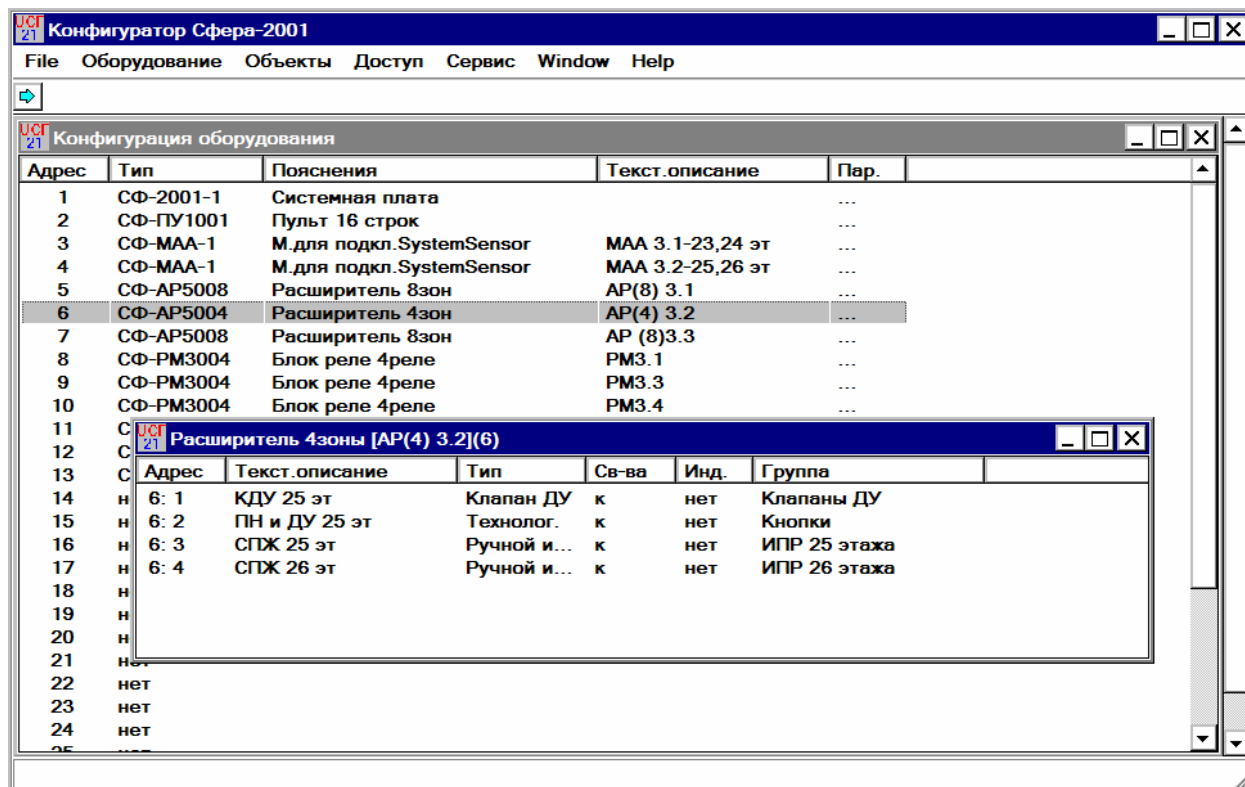 УСГ 21 Конфигуратор Сфера-2001
File Оборудование Объекты Доступ Сервис Window Help
УСГ 21 Конфигурация оборудования
Адрес Тип Пояснения Текст.описание Пар.
1 СФ-2001-1 Системная плата ...
2 СФ-ПУ1001 Пульт 16 строк ...
3 СФ-МАА-1 М.для подкл.SystemSensor МАА 3.1-23,24 эт ...
4 СФ-МАА-1 М.для подкл.SystemSensor МАА 3.2-25,26 эт ...
5 СФ-АР5008 Расширитель 8зон АР(8) 3.1 ...
6 СФ-АР5004 Расширитель 4зон АР(4) 3.2 ...
7 СФ-АР5008 Расширитель 8зон АР (8)3.3 ...
8 СФ-РМ3004 Блок реле 4реле РМ3.1 ...
9 СФ-РМ3004 Блок реле 4реле РМ3.3 ...
10 СФ-РМ3004 Блок реле 4реле РМ3.4 ...
11 С
12 С
13 С
14 н
15 н
16 н
17 н
18 н
19 н
20 н
21 нет
22 нет
23 нет
24 нет
УСГ 21 Расширитель 4зоны [АР(4) 3.2](6)
Адрес Текст.описание Тип Св-ва Инд. Группа
6: 1 КДУ 25 эт Клапан ДУ к нет Клапаны ДУ
6: 2 ПН и ДУ 25 эт Технолог. к нет Кнопки
6: 3 СПЖ 25 эт Ручной и... к нет ИПР 25 этажа
6: 4 СПЖ 26 эт Ручной и... к нет ИПР 26 этажа